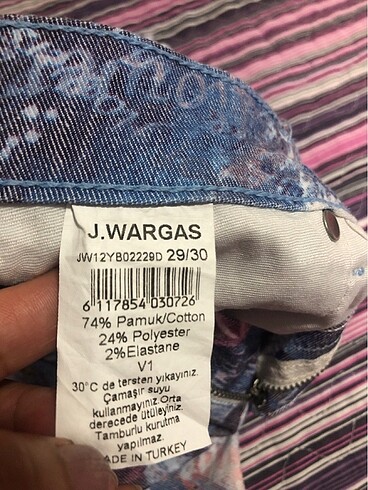 J.WARGAS
JW12YB02229D 29/30
6 117854 030726
74% Pamuk/Cotton
24% Polyester
2%Elastane
V1
30°C de tersten yıkayınız.
Çamaşır suyu
kullanmayınız Orta
derecede ütüleyiniz.
Tamburlu kurutma
yapılmaz.
ADE IN TURKEY